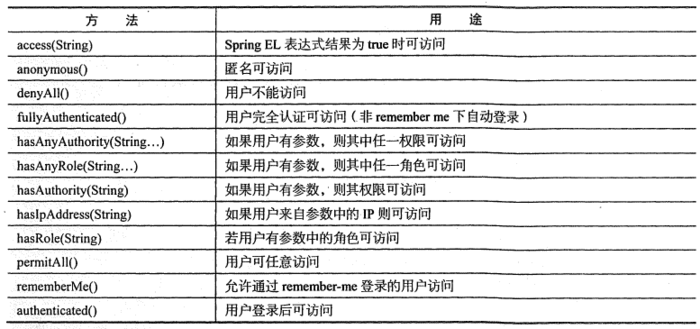 方 法 用 途
access(String) Spring EL 表达式结果为 true 时可访问
anonymous() 匿名可访问
denyAll() 用户不能访问
fullyAuthenticated() 用户完全认证可访问（非 remember me 下自动登录）
hasAnyAuthority(String…) 如果用户有参数，则其中任一权限可访问
hasAnyRole(String…) 如果用户有参数，则其中任一角色可访问
hasAuthority(String) 如果用户有参数，则其权限可访问
hasIpAddress(String) 如果用户来自参数中的 IP 则可访问
hasRole(String) 若用户有参数中的角色可访问
permitAll() 用户可任意访问
rememberMe() 允许通过 remember-me 登录的用户访问
authenticated() 用户登录后可访问